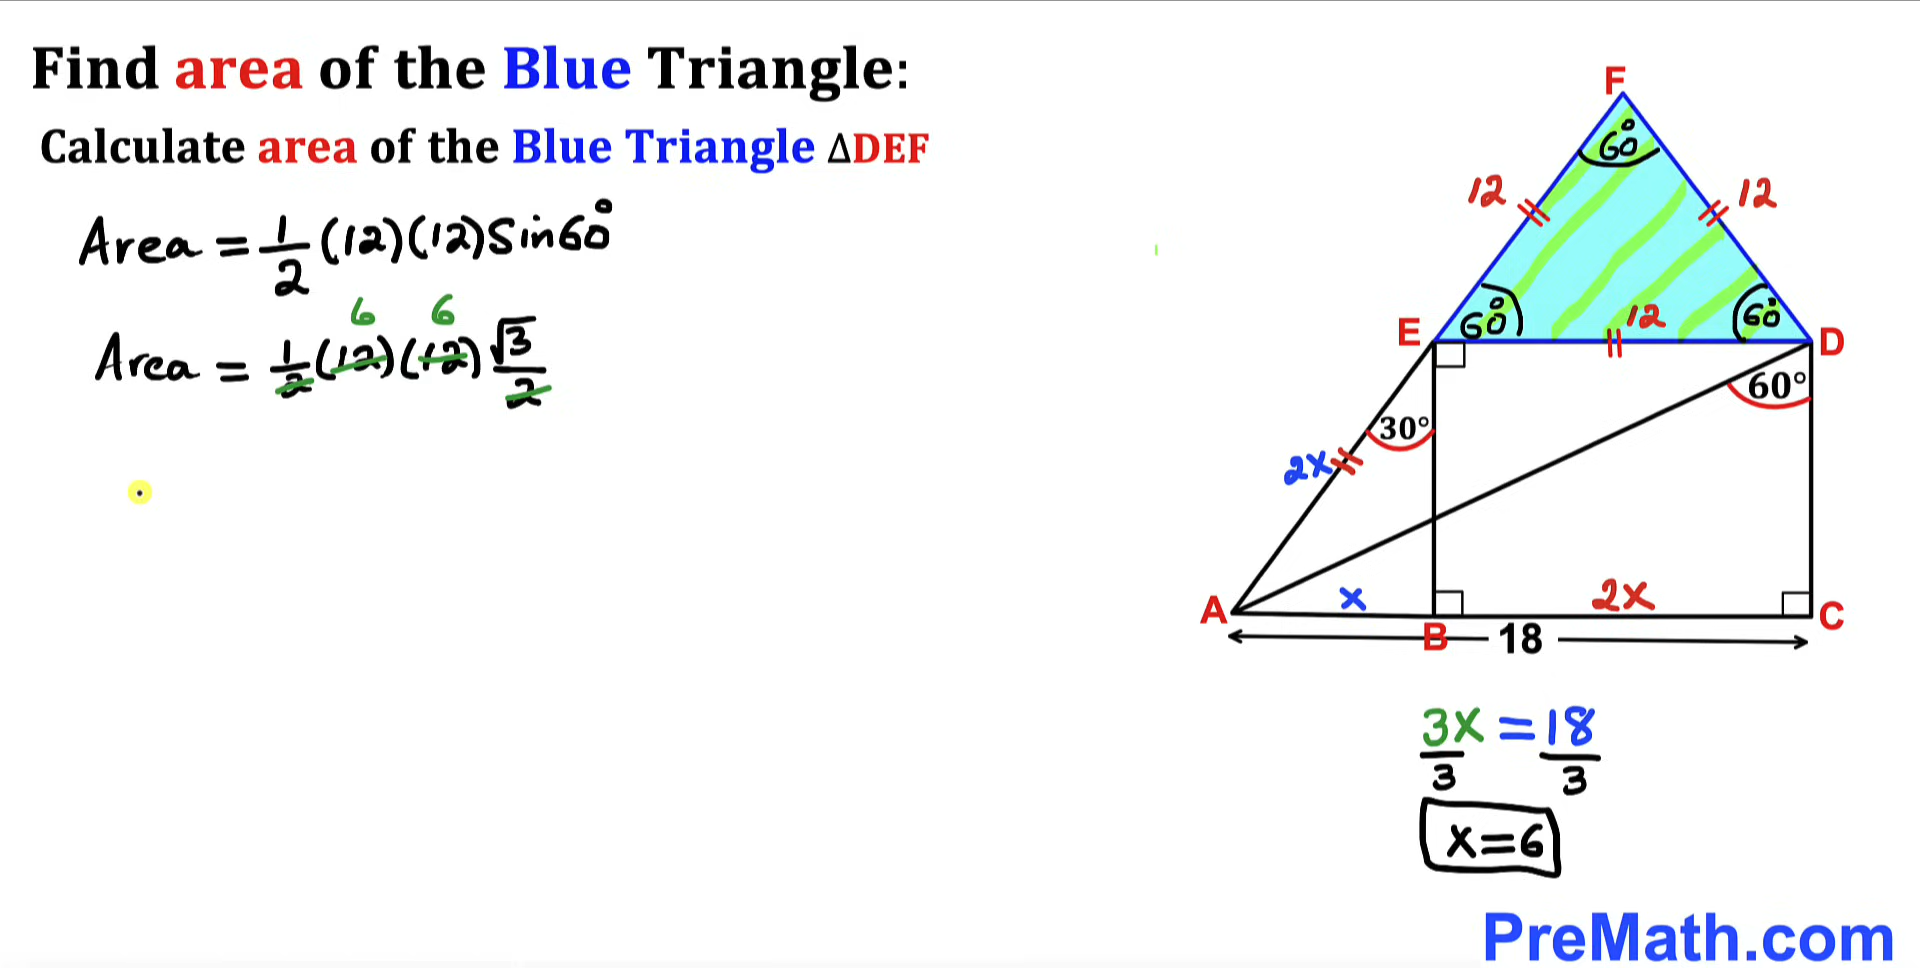 Find area of the Blue Triangle:
Calculate area of the Blue Triangle ΔDEF
Area = 1/2 (12)(12) Sin60°
6 6
Area = 1/2 (12)(12) √3/2
F
60°
12
12
E
60°
12
60°
D
60°
30°
2x
A
x
2x
C
B
18
3x = 18
3 3
x=6
PreMath.com